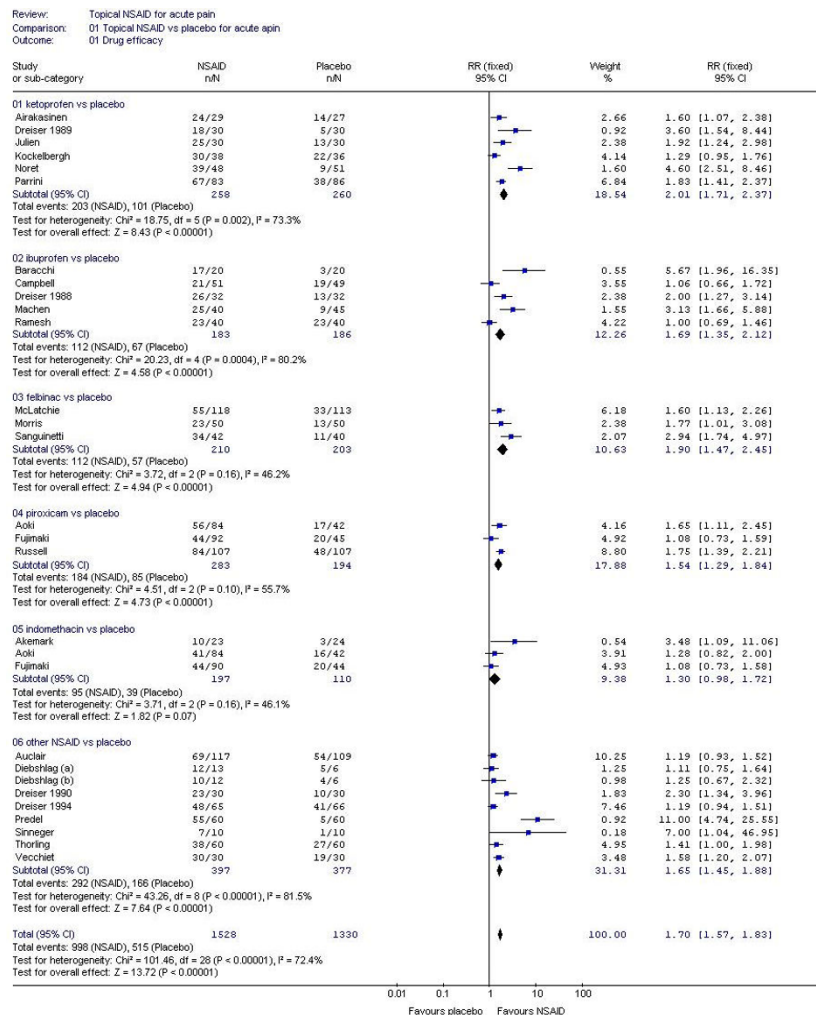 Review: Topical NSAID for acute pain
Comparison: 01 Topical NSAID vs placebo for acute apin
Outcome: 01 Drug efficacy
Study NSAID Placebo RR (fixed) Weight RR (fixed)
or sub-category n/N n/N 95% CI % 95% CI
01 ketoprofen vs placebo
Airakasinen 24/29 14/27 2.66 1.60 [1.07, 2.38]
Dreiser 1989 18/30 5/30 0.92 3.60 [1.54, 8.44]
Julien 25/30 13/30 2.38 1.92 [1.24, 2.98]
Kockelbergh 30/38 22/36 4.14 1.29 [0.95, 1.76]
Noret 39/48 9/51 1.60 4.60 [2.51, 8.46]
Parrini 67/83 38/86 6.84 1.83 [1.41, 2.37]
Subtotal (95% CI) 258 260 18.54 2.01 [1.71, 2.37]
Total events: 203 (NSAID), 101 (Placebo)
Test for heterogeneity: Chi² = 18.75, df = 5 (P = 0.002), I² = 73.3%
Test for overall effect: Z = 8.43 (P < 0.00001)
02 ibuprofen vs placebo
Baracchi 17/20 3/20 0.55 5.67 [1.96, 16.35]
Campbell 21/51 19/49 3.55 1.06 [0.66, 1.72]
Dreiser 1988 26/32 13/32 2.38 2.00 [1.27, 3.14]
Machen 25/40 9/45 1.55 3.13 [1.66, 5.88]
Ramesh 23/40 23/40 4.22 1.00 [0.69, 1.46]
Subtotal (95% CI) 183 186 12.26 1.69 [1.35, 2.12]
Total events: 112 (NSAID), 67 (Placebo)
Test for heterogeneity: Chi² = 20.23, df = 4 (P = 0.0004), I² = 80.2%
Test for overall effect: Z = 4.58 (P < 0.00001)
03 felbinac vs placebo
McLatchie 55/118 33/113 6.18 1.60 [1.13, 2.26]
Morris 23/50 13/50 2.38 1.77 [1.01, 3.08]
Sanguinetti 34/42 11/40 2.07 2.94 [1.74, 4.97]
Subtotal (95% CI) 210 203 10.63 1.90 [1.47, 2.45]
Total events: 112 (NSAID), 57 (Placebo)
Test for heterogeneity: Chi² = 3.72, df = 2 (P = 0.16), I² = 46.2%
Test for overall effect: Z = 4.94 (P < 0.00001)
04 piroxicam vs placebo
Aoki 56/84 17/42 4.16 1.65 [1.11, 2.45]
Fujimaki 44/92 20/45 4.92 1.08 [0.73, 1.59]
Russell 84/107 48/107 8.80 1.75 [1.39, 2.21]
Subtotal (95% CI) 283 194 17.88 1.54 [1.29, 1.84]
Total events: 184 (NSAID), 85 (Placebo)
Test for heterogeneity: Chi² = 4.51, df = 2 (P = 0.10), I² = 55.7%
Test for overall effect: Z = 4.73 (P < 0.00001)
05 indomethacin vs placebo
Akemark 10/23 3/24 0.54 3.48 [1.09, 11.06]
Aoki 41/84 16/42 3.91 1.28 [0.82, 2.00]
Fujimaki 44/90 20/44 4.93 1.08 [0.73, 1.58]
Subtotal (95% CI) 197 110 9.38 1.30 [0.98, 1.72]
Total events: 95 (NSAID), 39 (Placebo)
Test for heterogeneity: Chi² = 3.71, df = 2 (P = 0.16), I² = 46.1%
Test for overall effect: Z = 1.82 (P = 0.07)
06 other NSAID vs placebo
Auclair 69/117 54/109 10.25 1.19 [0.93, 1.52]
Diebshlag (a) 12/13 5/6 1.25 1.11 [0.75, 1.64]
Diebshlag (b) 10/12 4/6 0.98 1.25 [0.67, 2.32]
Dreiser 1990 23/30 10/30 1.83 2.30 [1.34, 3.96]
Dreiser 1994 48/65 41/66 7.46 1.19 [0.94, 1.51]
Predel 55/60 5/60 0.92 11.00 [4.74, 25.55]
Sinneger 7/10 1/10 0.18 7.00 [1.04, 46.95]
Thorling 38/60 27/60 4.95 1.41 [1.00, 1.98]
Vecchiet 30/30 19/30 3.48 1.58 [1.20, 2.07]
Subtotal (95% CI) 397 377 31.31 1.65 [1.45, 1.88]
Total events: 292 (NSAID), 166 (Placebo)
Test for heterogeneity: Chi² = 43.26, df = 8 (P < 0.00001), I² = 81.5%
Test for overall effect: Z = 7.64 (P < 0.00001)
Total (95% CI) 1528 1330 100.00 1.70 [1.57, 1.83]
Total events: 998 (NSAID), 515 (Placebo)
Test for heterogeneity: Chi² = 101.46, df = 28 (P < 0.00001), I² = 72.4%
Test for overall effect: Z = 13.72 (P < 0.00001)
0.01 0.1 1 10 100
Favours placebo Favours NSAID